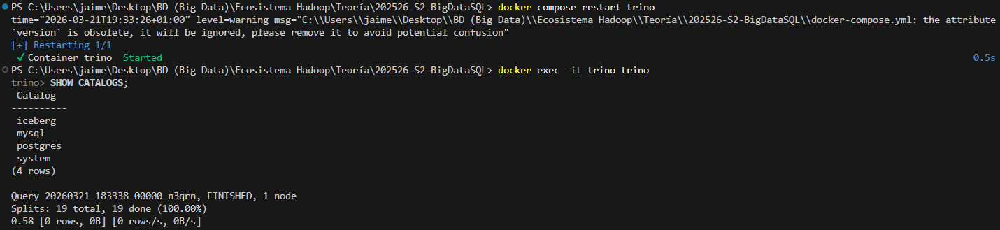 PS C:\Users\jaime\Desktop\BD (Big Data)\Ecosistema Hadoop\Teoría\202526-S2-BigDataSQL> docker compose restart trino
time="2026-03-21T19:33:26+01:00" level=warning msg="C:\\Users\\jaime\\Desktop\\BD (Big Data)\\Ecosistema Hadoop\\Teoría\\202526-S2-BigDataSQL\\docker-compose.yml: the attribute
`version` is obsolete, it will be ignored, please remove it to avoid potential confusion"
[+] Restarting 1/1
✓ Container trino  Started 0.5s
PS C:\Users\jaime\Desktop\BD (Big Data)\Ecosistema Hadoop\Teoría\202526-S2-BigDataSQL> docker exec -it trino trino
trino> SHOW CATALOGS;
 Catalog
----------
 iceberg
 mysql
 postgres
 system
(4 rows)
Query 20260321_183338_00000_n3qrn, FINISHED, 1 node
Splits: 19 total, 19 done (100.00%)
0.58 [0 rows, 0B] [0 rows/s, 0B/s]